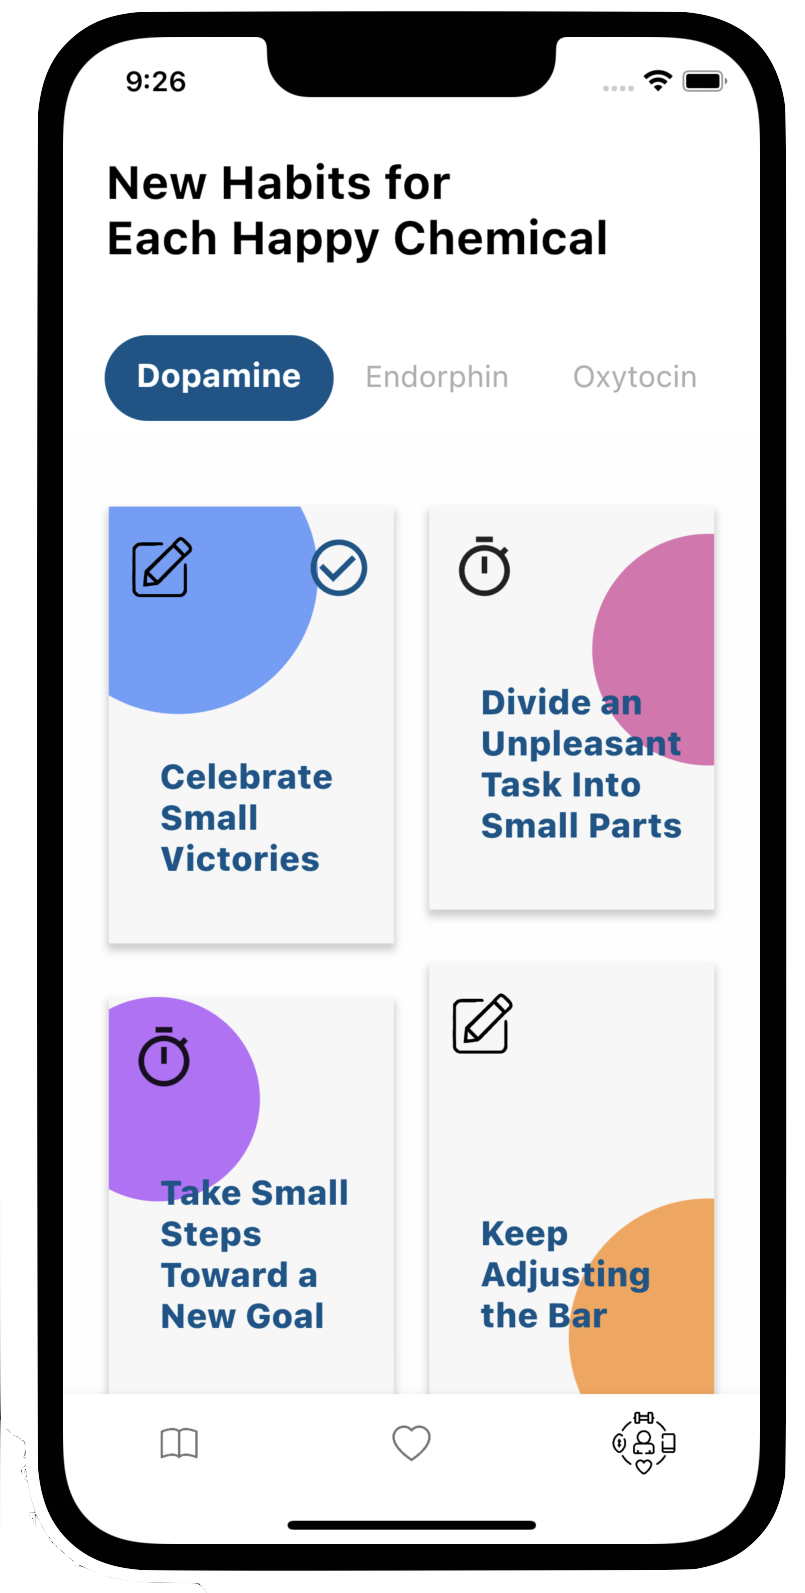 9:26
New Habits for
Each Happy Chemical
Dopamine
Endorphin
Oxytocin
Celebrate
Small
Victories
Divide an
Unpleasant
Task Into
Small Parts
Take Small
Steps
Toward a
New Goal
Keep
Adjusting
the Bar